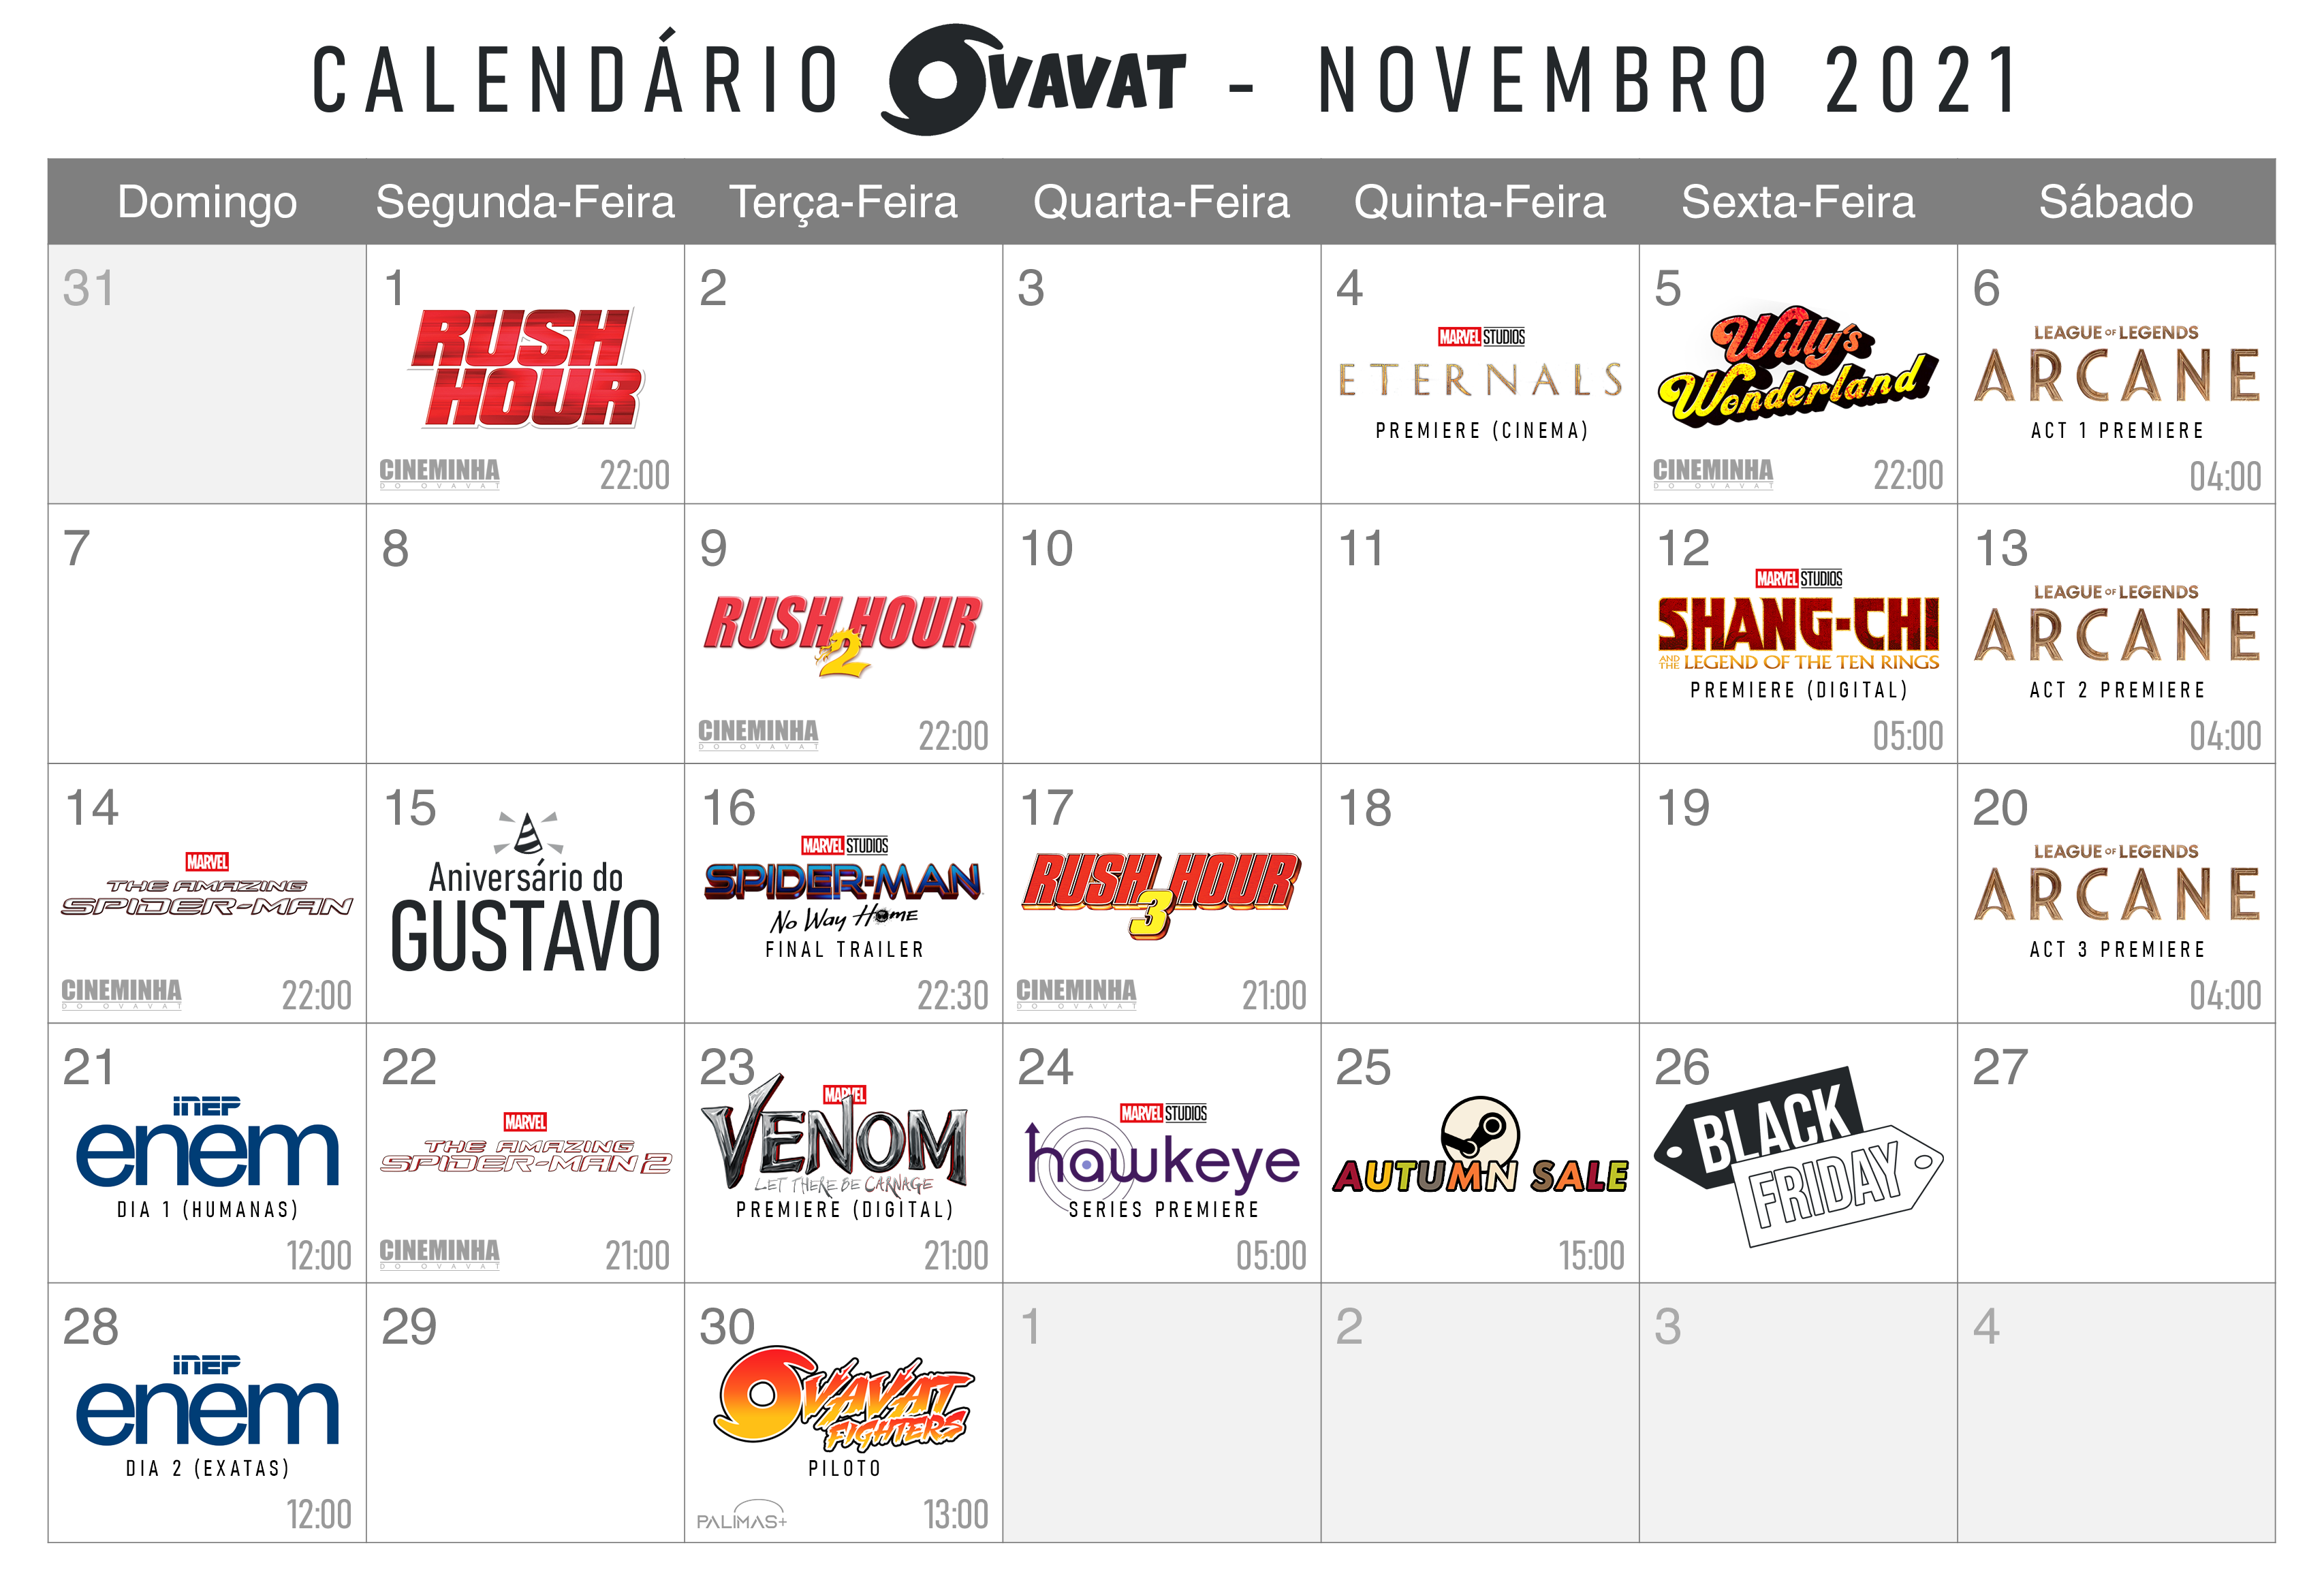 CALENDÁRIO OVAVAT - NOVEMBRO 2021
Domingo Segunda-Feira Terça-Feira Quarta-Feira Quinta-Feira Sexta-Feira Sábado
31
1
RUSH
HOUR
CINEMINHA
DO OVAVAT
22:00
2
3
4
MARVEL STUDIOS
ETERNALS
PREMIERE (CINEMA)
5
Willy's
Wonderland
CINEMINHA
DO OVAVAT
22:00
6
LEAGUE OF LEGENDS
ARCANE
ACT 1 PREMIERE
04:00
7
8
9
RUSH HOUR
2
CINEMINHA
DO OVAVAT
22:00
10
11
12
MARVEL STUDIOS
SHANG-CHI
AND THE LEGEND OF THE TEN RINGS
PREMIERE (DIGITAL)
05:00
13
LEAGUE OF LEGENDS
ARCANE
ACT 2 PREMIERE
04:00
14
MARVEL
THE AMAZING
SPIDER-MAN
CINEMINHA
DO OVAVAT
22:00
15
Aniversário do
GUSTAVO
16
MARVEL STUDIOS
SPIDER-MAN
No Way Home
FINAL TRAILER
22:30
17
RUSH HOUR
3
CINEMINHA
DO OVAVAT
21:00
18
19
20
LEAGUE OF LEGENDS
ARCANE
ACT 3 PREMIERE
04:00
21
inep
enem
DIA 1 (HUMANAS)
12:00
22
MARVEL
THE AMAZING
SPIDER-MAN 2
CINEMINHA
DO OVAVAT
21:00
23
MARVEL
VENOM
LET THERE BE CARNAGE
PREMIERE (DIGITAL)
21:00
24
MARVEL STUDIOS
hawkeye
SERIES PREMIERE
05:00
25
AUTUMN SALE
15:00
26
BLACK
FRIDAY
27
28
inep
enem
DIA 2 (EXATAS)
12:00
29
30
OVAVAT
FIGHTERS
PILOTO
PALIMAS+
13:00
1
2
3
4